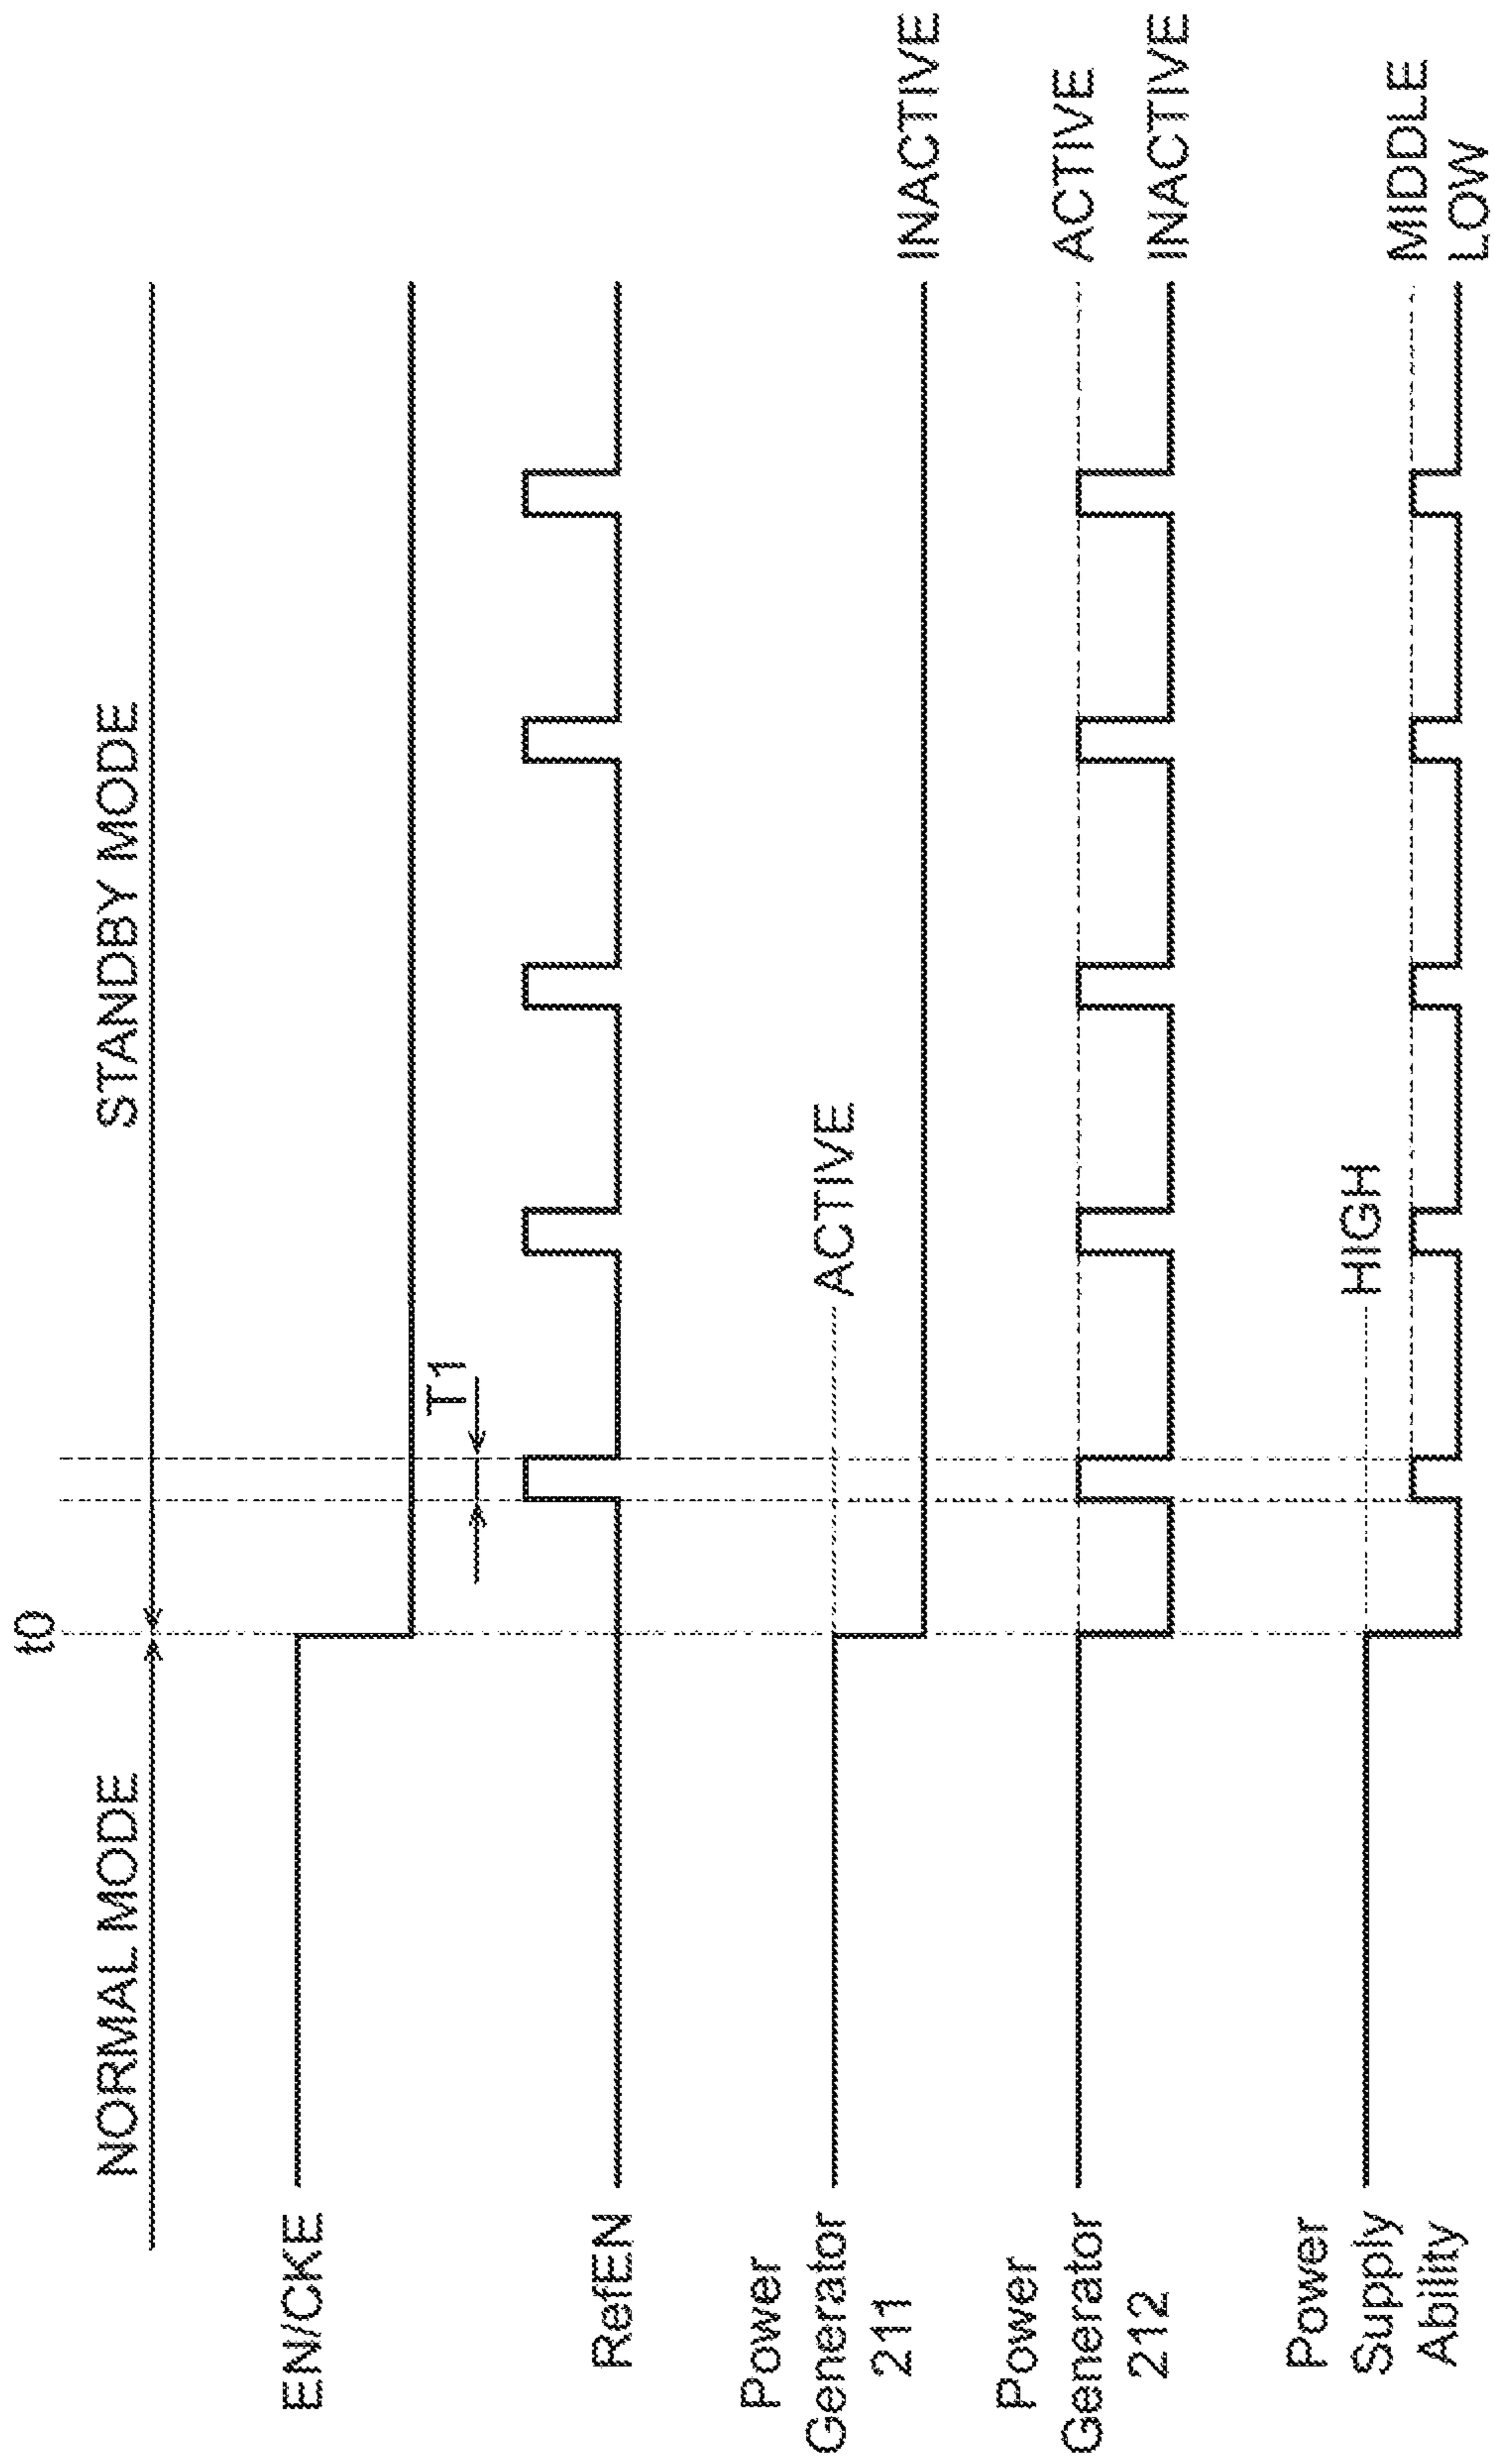 t0
NORMAL MODE
STANDBY MODE
EN/CKE
T1
RefEN
Power
Generator
211
ACTIVE
INACTIVE
Power
Generator
212
ACTIVE
INACTIVE
Power
Supply
Ability
HIGH
MIDDLE
LOW